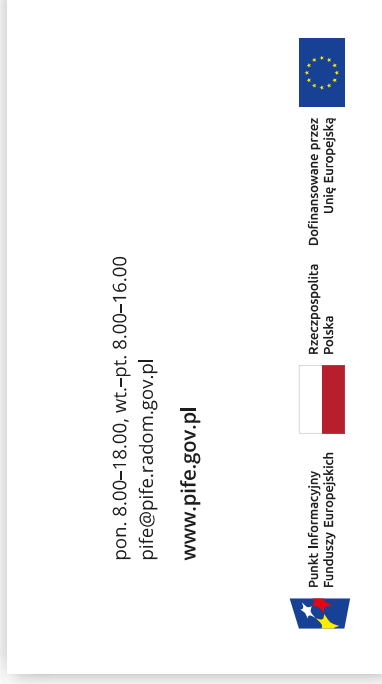 pon. 8.00–18.00, wt.–pt. 8.00–16.00
pife@pife.radom.gov.pl
www.pife.gov.pl
Punkt Informacyjny
Funduszy Europejskich
Rzeczpospolita
Polska
Dofinansowane przez
Unię Europejską